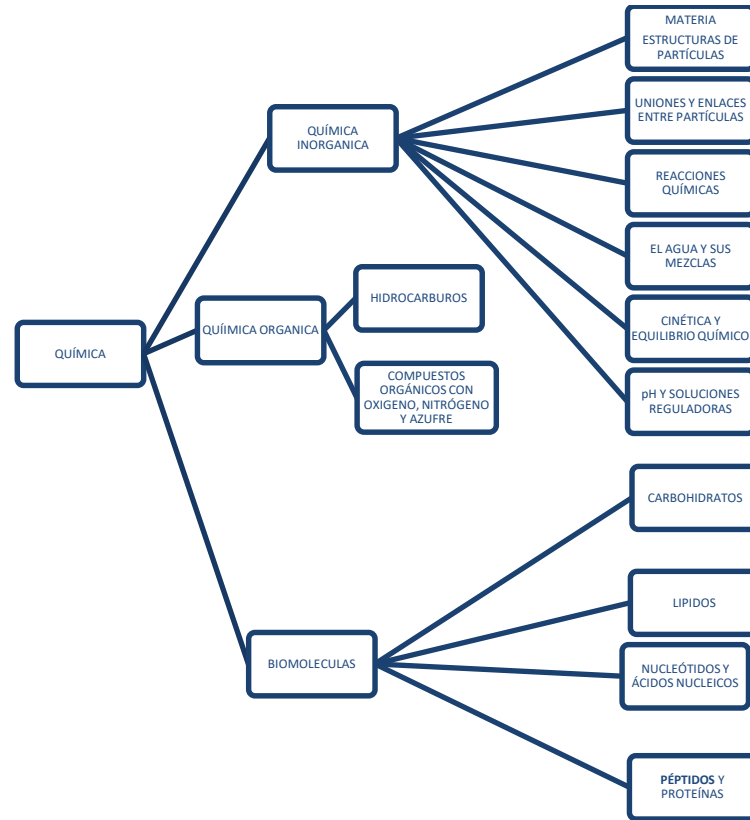 MATERIA
ESTRUCTURAS DE
PARTÍCULAS
UNIONES Y ENLACES
ENTRE PARTÍCULAS
QUÍMICA
INORGANICA
REACCIONES
QUÍMICAS
EL AGUA Y SUS
MEZCLAS
HIDROCARBUROS
CINÉTICA Y
EQUILIBRIO QUÍMICO
QUÍIMICA ORGANICA
QUÍMICA
COMPUESTOS
ORGÁNICOS CON
OXIGENO, NITRÓGENO
Y AZUFRE
pH Y SOLUCIONES
REGULADORAS
CARBOHIDRATOS
LIPIDOS
BIOMOLECULAS
NUCLEÓTIDOS Y
ÁCIDOS NUCLEICOS
PÉPTIDOS Y
PROTEÍNAS